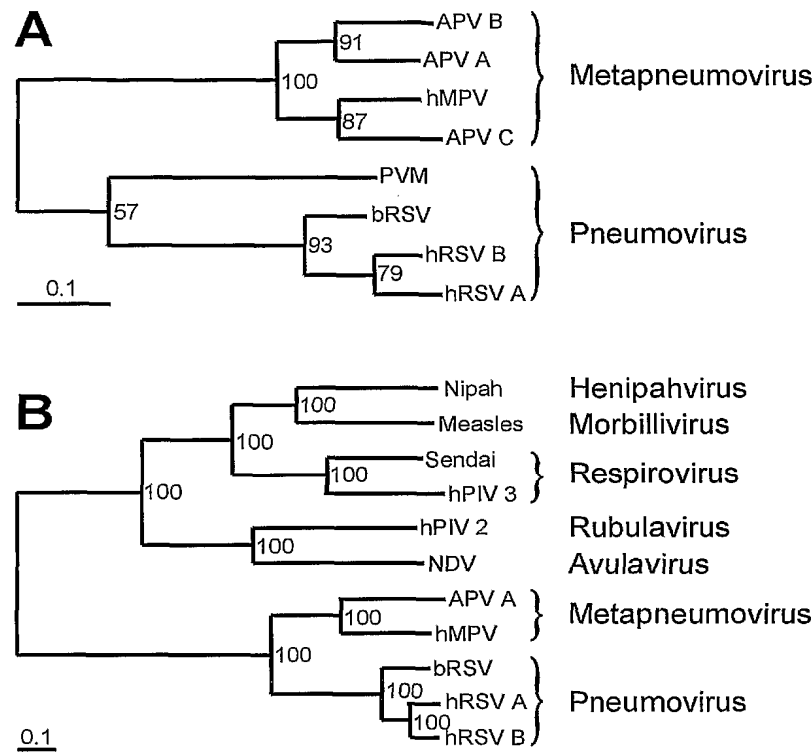 A
APV B
91
APV A
100
Metapneumovirus
hMPV
87
APV C
PVM
57
bRSV
93
Pneumovirus
hRSV B
79
hRSV A
0.1
B
Nipah Henipahvirus
100
Measles Morbillivirus
100
Sendai
100
Respirovirus
hPIV 3
100
hPIV 2 Rubulavirus
100
NDV Avulavirus
APV A
100
Metapneumovirus
hMPV
100
bRSV
100
hRSV A
Pneumovirus
100
hRSV B
0.1